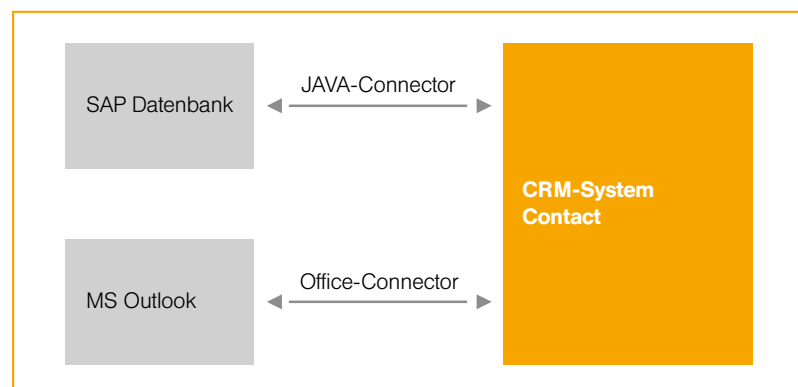 SAP Datenbank
JAVA-Connector
CRM-System
Contact
MS Outlook
Office-Connector